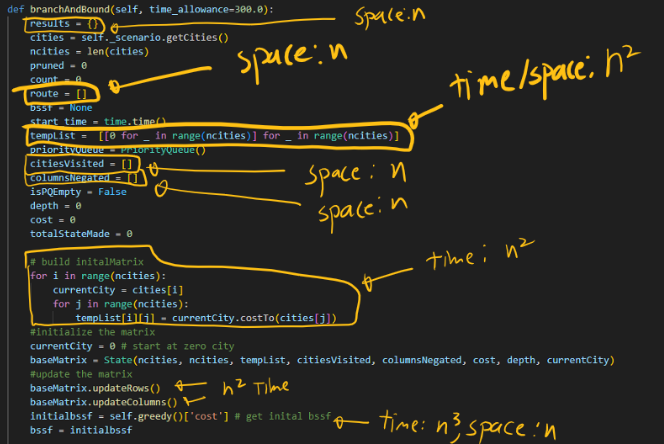 def branchAndBound(self, time_allowance=300.0):
results = {}
space:n
cities = self._scenario.getCities()
ncities = len(cities)
pruned = 0
count = 0
space: n
route = []
bssf = None
time/space: n²
start_time = time.time()
tempList = [[0 for _ in range(ncities)] for _ in range(ncities)]
priorityQueue = PriorityQueue()
citiesVisited = []
space: n
columnsNegated = []
space: n
isPQEmpty = False
depth = 0
cost = 0
totalStateMade = 0
# build initalMatrix
time: n²
for i in range(ncities):
currentCity = cities[i]
for j in range(ncities):
tempList[i][j] = currentCity.costTo(cities[j])
#initialize the matrix
currentCity = 0 # start at zero city
baseMatrix = State(ncities, ncities, tempList, citiesVisited, columnsNegated, cost, depth, currentCity)
#update the matrix
baseMatrix.updateRows()
n² Time
baseMatrix.updateColumns()
initialbssf = self.greedy()['cost'] # get inital bssf
time: n³, space: n
bssf = initialbssf